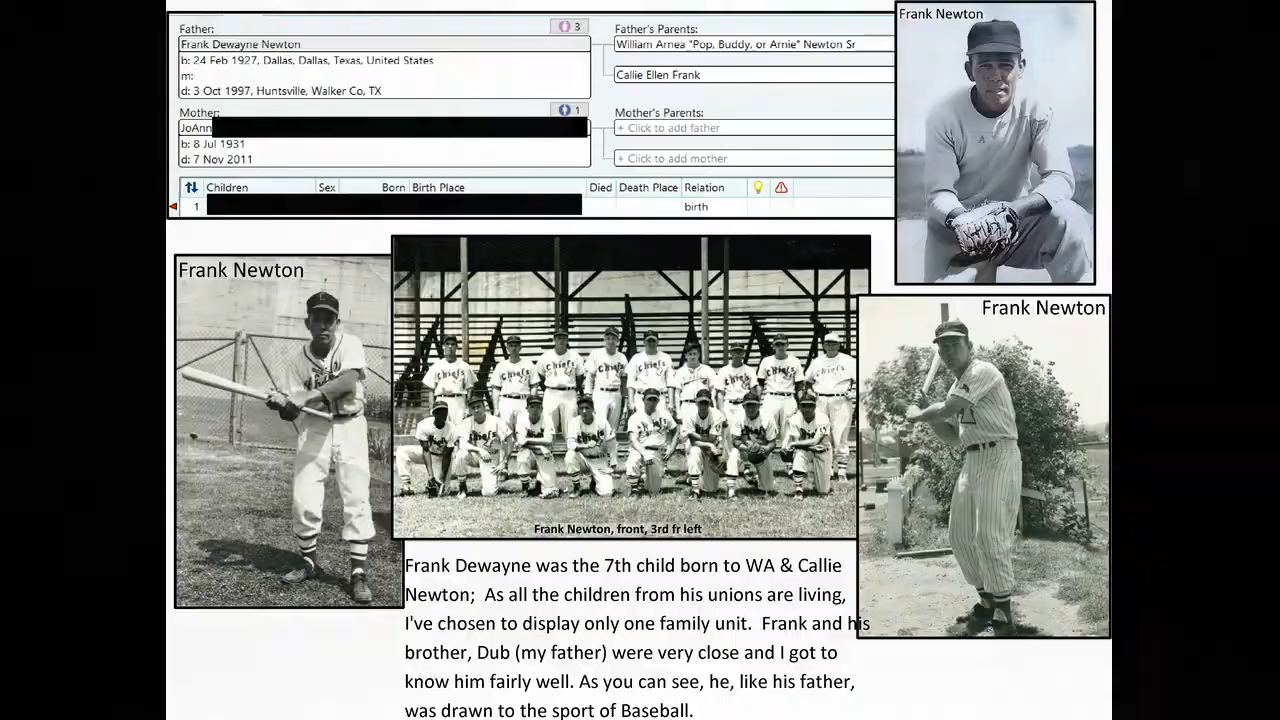 Father:
3
Frank Dewayne Newton
b: 24 Feb 1927, Dallas, Dallas, Texas, United States
m:
d: 3 Oct 1997, Huntsville, Walker Co, TX
Father's Parents:
William Arnea "Pop, Buddy, or Arnie" Newton Sr
Callie Ellen Frank
Mother:
1
JoAnn
b: 8 Jul 1931
d: 7 Nov 2011
Mother's Parents:
+ Click to add father
+ Click to add mother
Children Sex Born Birth Place Died Death Place Relation
1 birth
Frank Newton
Frank Newton
Chiefs
Chiefs
Chiefs
Chiefs
Chiefs
Chiefs
Chiefs
Frank Newton, front, 3rd fr left
Frank Newton
Frank Dewayne was the 7th child born to WA & Callie
Newton; As all the children from his unions are living,
I've chosen to display only one family unit. Frank and his
brother, Dub (my father) were very close and I got to
know him fairly well. As you can see, he, like his father,
was drawn to the sport of Baseball.